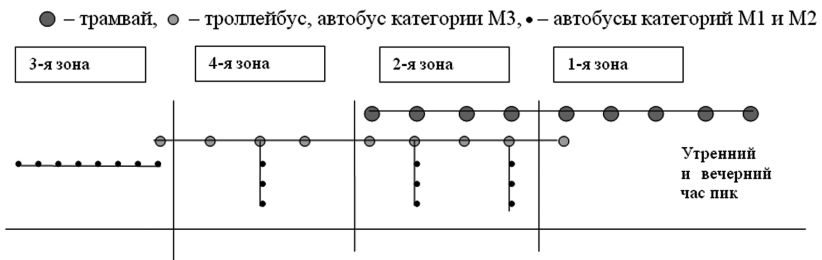 – трамвай, – троллейбус, автобус категории М3, – автобусы категорий М1 и М2
3-я зона 4-я зона 2-я зона 1-я зона
Утренний
и вечерний
час пик